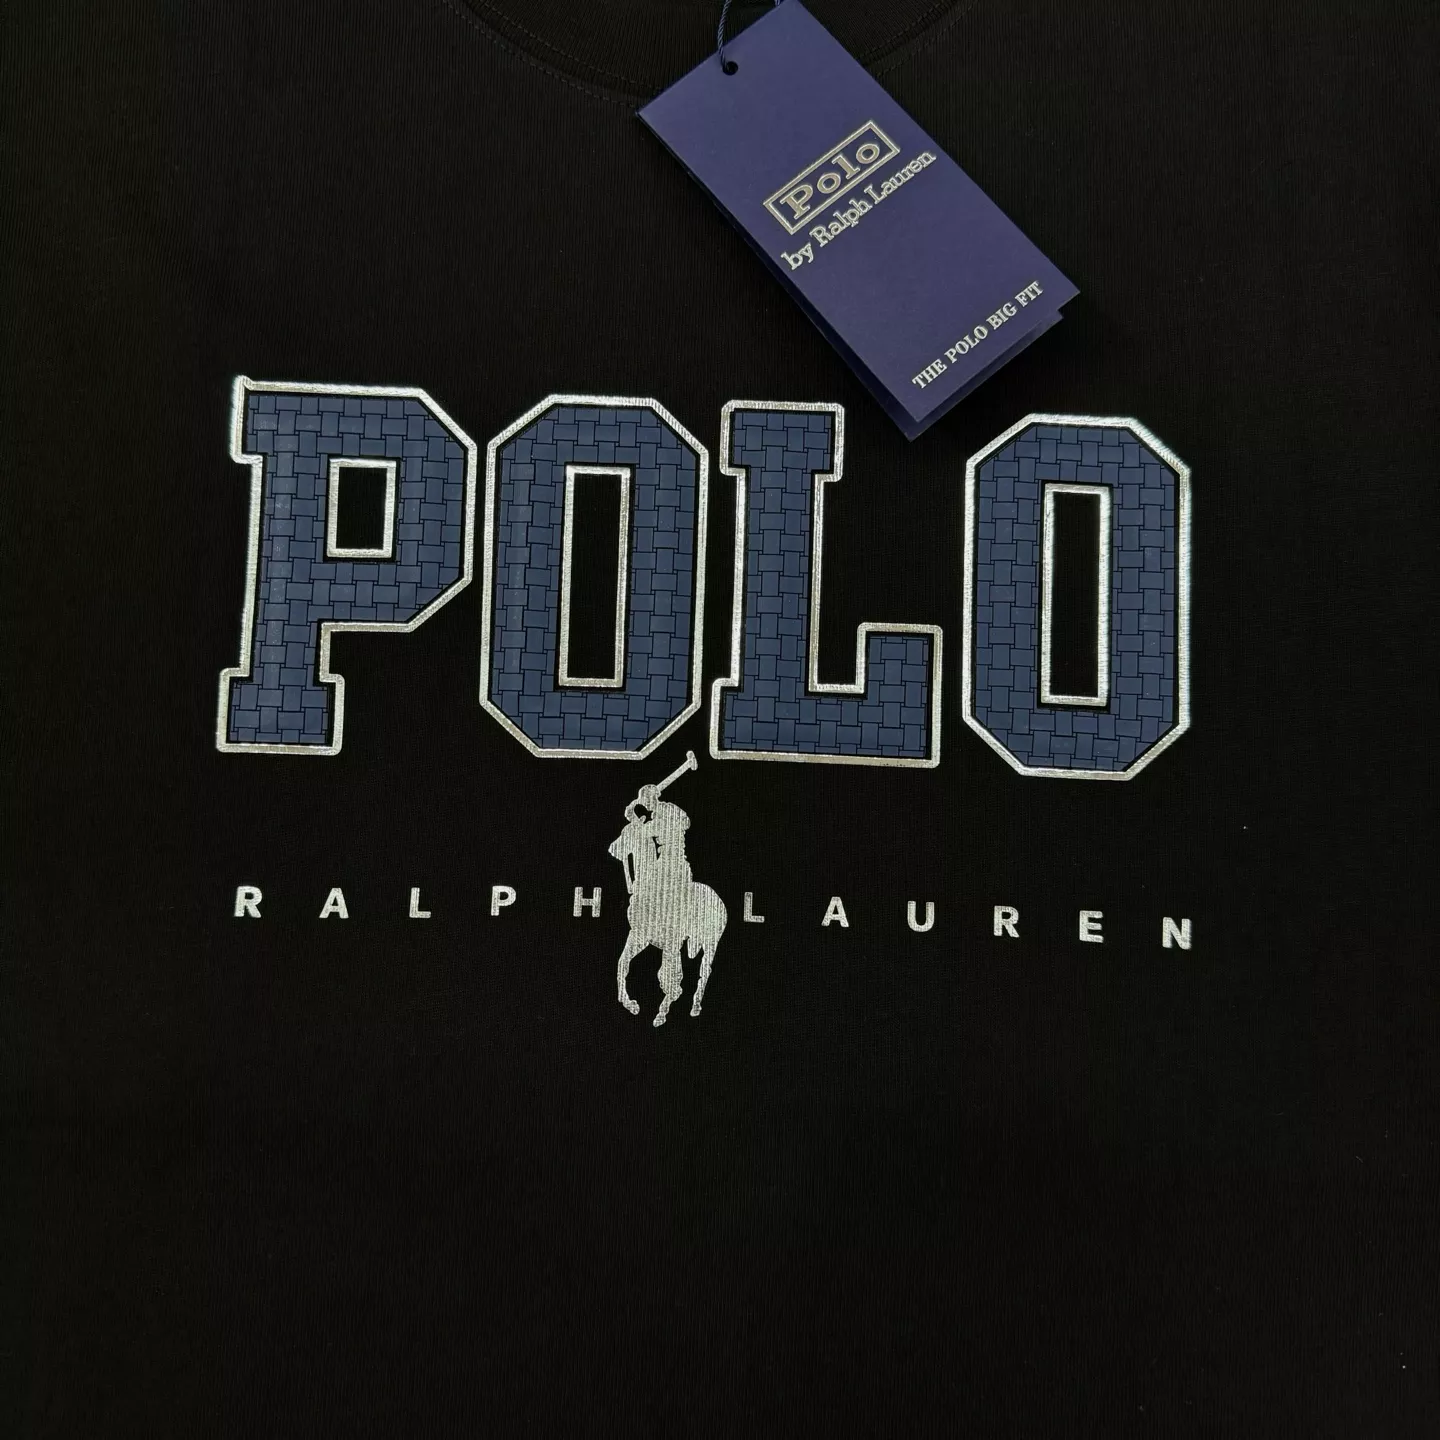 Polo
by Ralph Lauren
THE POLO BIG FIT
POLO
RALPH LAUREN